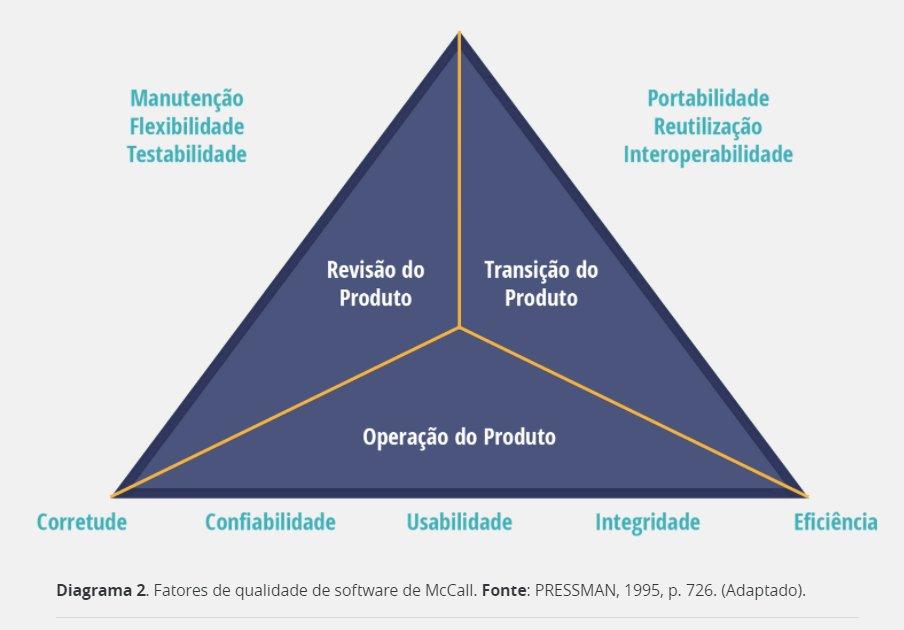 Manutenção
Flexibilidade
Testabilidade
Portabilidade
Reutilização
Interoperabilidade
Revisão do
Produto
Transição do
Produto
Operação do Produto
Corretude
Confiabilidade
Usabilidade
Integridade
Eficiência
Diagrama 2. Fatores de qualidade de software de McCall. Fonte: PRESSMAN, 1995, p. 726. (Adaptado).